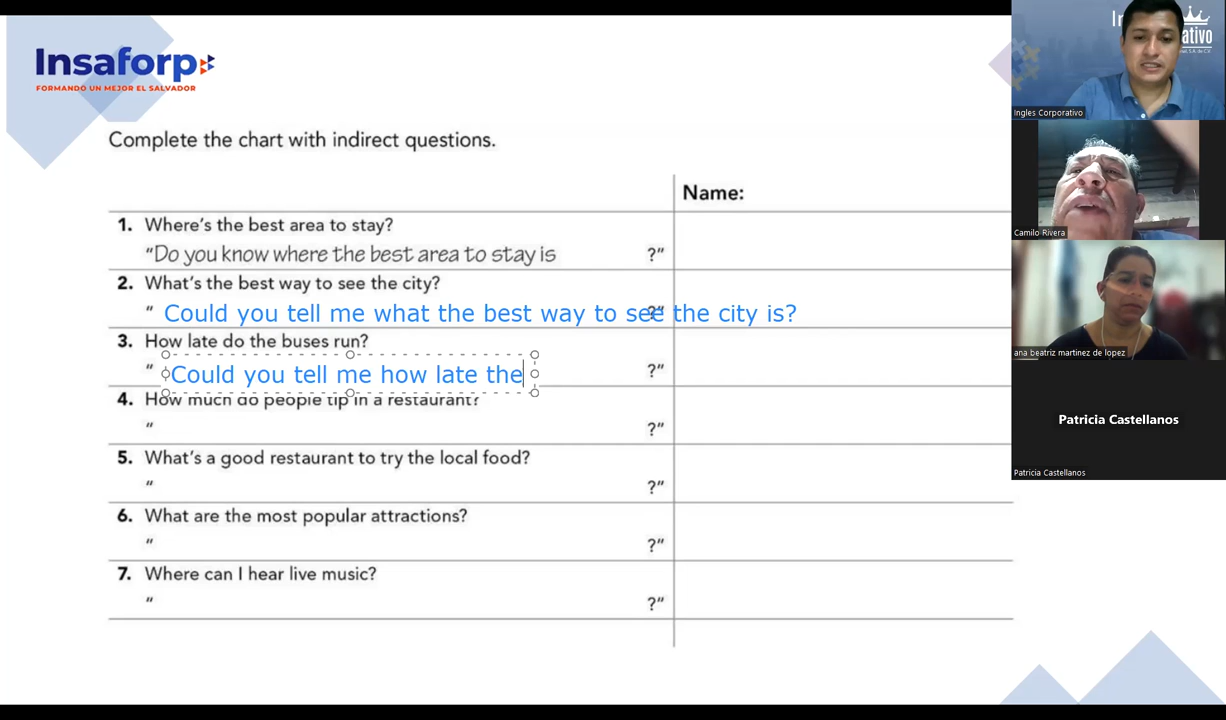 Insaforp
FORMANDO UN MEJOR EL SALVADOR
Complete the chart with indirect questions.
Name:
1. Where's the best area to stay?
"Do you know where the best area to stay is ?"
2. What's the best way to see the city?
" Could you tell me what the best way to see the city is? ?"
3. How late do the buses run?
" Could you tell me how late the ?"
4. How much do people tip in a restaurant?
" ?"
5. What's a good restaurant to try the local food?
" ?"
6. What are the most popular attractions?
" ?"
7. Where can I hear live music?
" ?"
Ingles Corporativo
Camilo Rivera
ana beatriz martinez de lopez
Patricia Castellanos
Patricia Castellanos